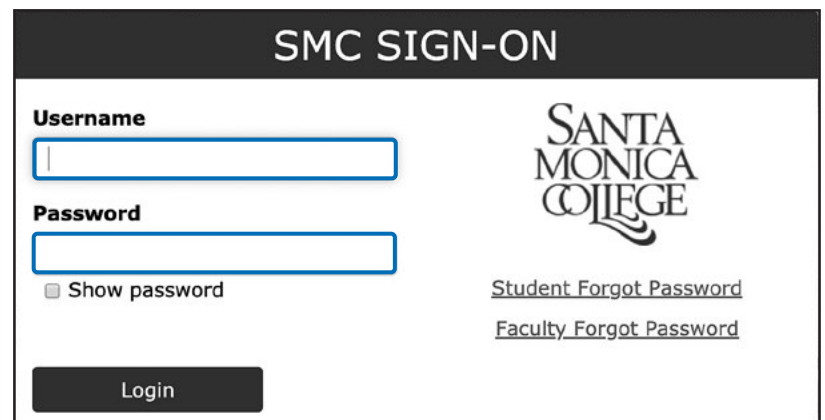 SMC SIGN-ON
Username
Password
Show password
Login
SANTA
MONICA
COLLEGE
Student Forgot Password
Faculty Forgot Password